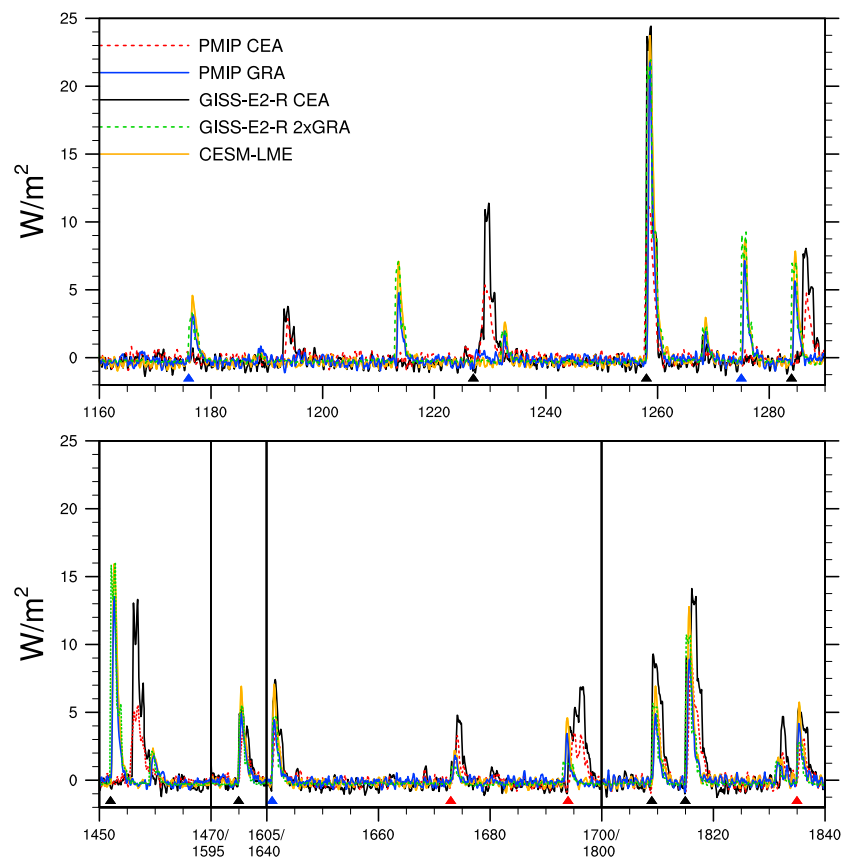 25
20
15
10
5
0
W/m²
PMIP CEA
PMIP GRA
GISS-E2-R CEA
GISS-E2-R 2xGRA
CESM-LME
1160 1180 1200 1220 1240 1260 1280
25
20
15
10
5
0
W/m²
1450 1470/ 1605/ 1660 1680 1700/ 1820 1840
1595 1640 1800